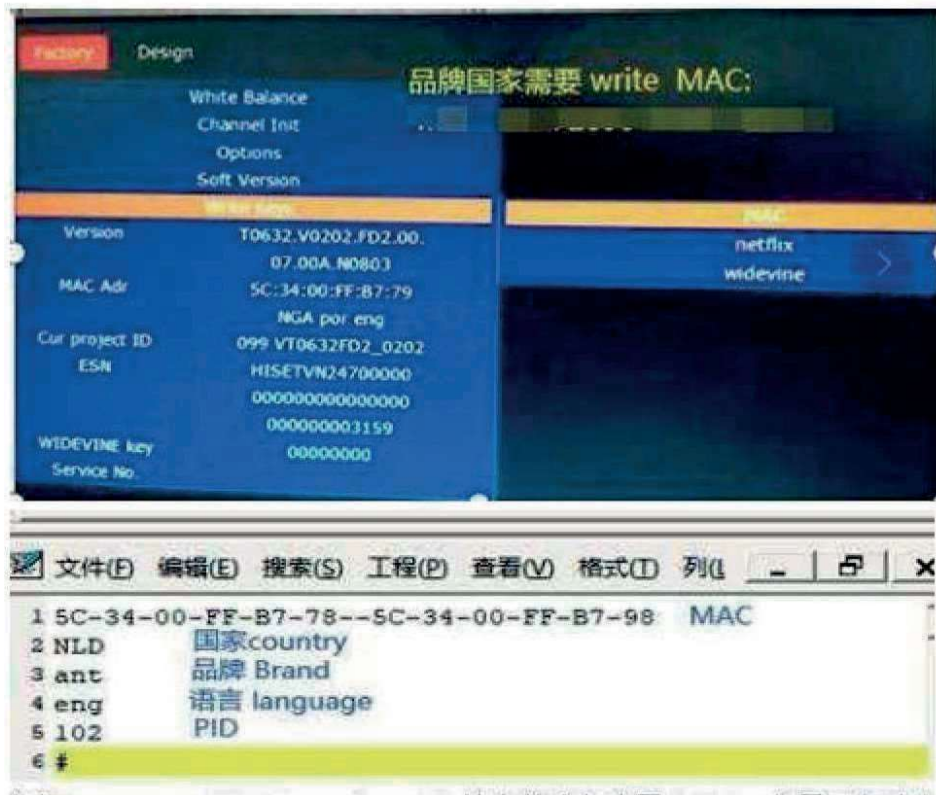 Factory Design
品牌国家需要 write MAC:
White Balance
Channel Init
Options
Soft Version
MAC
Version T0632.V0202.FD2.00.
netflix
07.00A.N0803
widevine
MAC Adr 5C:34:00:FF:B7:79
NGA por eng
Cur project ID 099 VT0632FD2_0202
ESN HISETVN24700000
000000000000000
000000003159
WIDEVINE key 00000000
Service No.
文件(F) 编辑(E) 搜索(S) 工程(P) 查看(V) 格式(T) 列(L
1 5C-34-00-FF-B7-78--5C-34-00-FF-B7-98 MAC
2 NLD 国家country
3 ant 品牌 Brand
4 eng 语言 language
5 102 PID
6 #